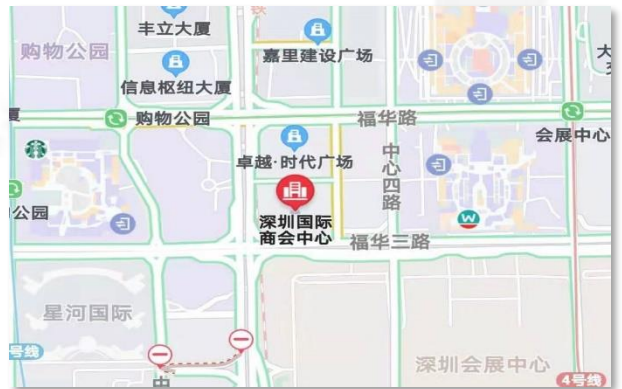 丰立大厦
购物公园
嘉里建设广场
大
信息枢纽大厦
厦
购物公园
福华路
会展中心
卓越·时代广场
中心四路
公园
深圳国际
商会中心
福华三路
星河国际
号线
深圳会展中心
4号线
中